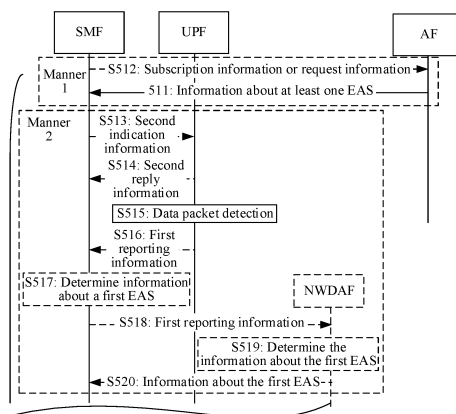 SMF
UPF
AF
Manner
1
S512: Subscription information or request information
511: Information about at least one EAS
Manner
2
S513: Second
indication
information
S514: Second
reply
information
S515: Data packet detection
S516: First
reporting
information
S517: Determine information
about a first EAS
NWDAF
S518: First reporting information
S519: Determine the
information about the first EAS
S520: Information about the first EAS